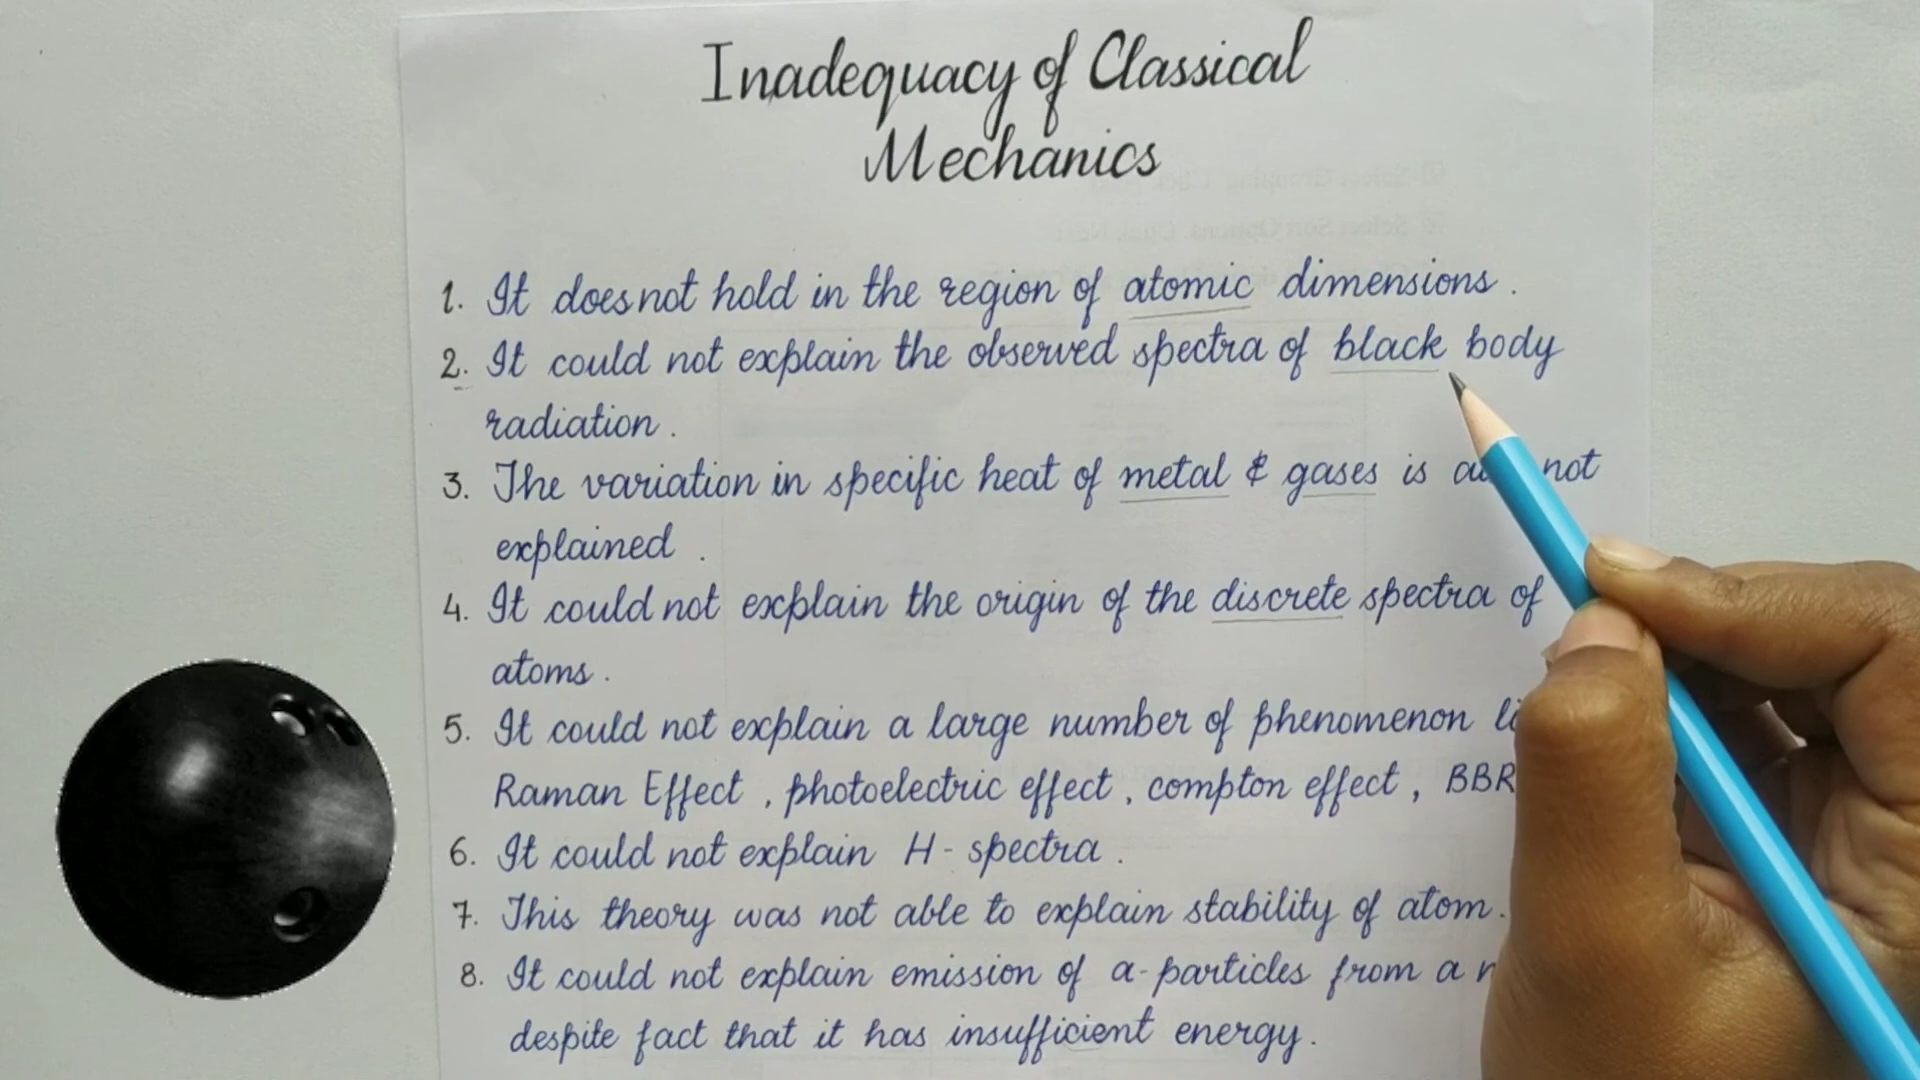 Inadequacy of Classical
Mechanics
1. It does not hold in the region of atomic dimensions.
2. It could not explain the observed spectra of black body
radiation.
3. The variation in specific heat of metal & gases is not
explained.
4. It could not explain the origin of the discrete spectra of
atoms.
5. It could not explain a large number of phenomenon
Raman Effect, photoelectric effect, compton effect, BBR
6. It could not explain H-spectra.
7. This theory was not able to explain stability of atom.
8. It could not explain emission of α-particles from a
despite fact that it has insufficient energy.